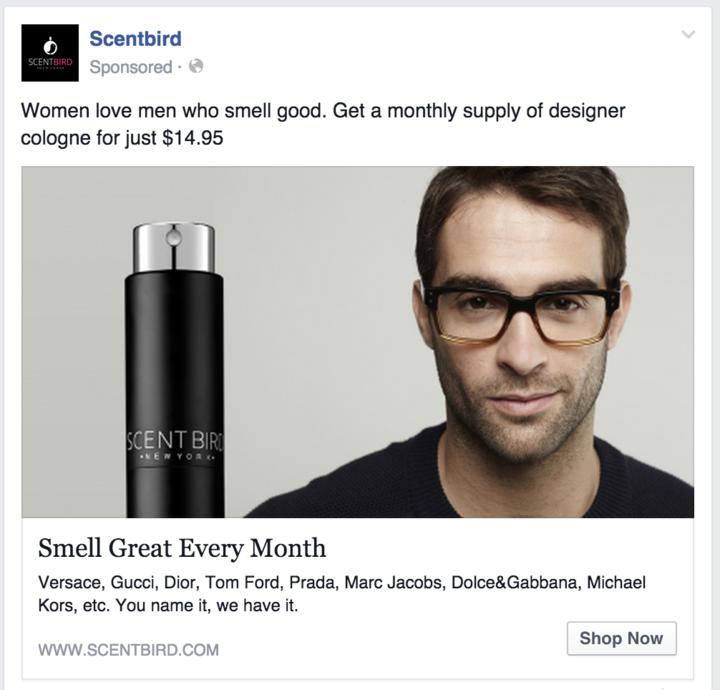 SCENTBIRD
Scentbird
Sponsored ·
Women love men who smell good. Get a monthly supply of designer
cologne for just $14.95
SCENTBIRD
•NEW YORK•
Smell Great Every Month
Versace, Gucci, Dior, Tom Ford, Prada, Marc Jacobs, Dolce&Gabbana, Michael
Kors, etc. You name it, we have it.
WWW.SCENTBIRD.COM
Shop Now